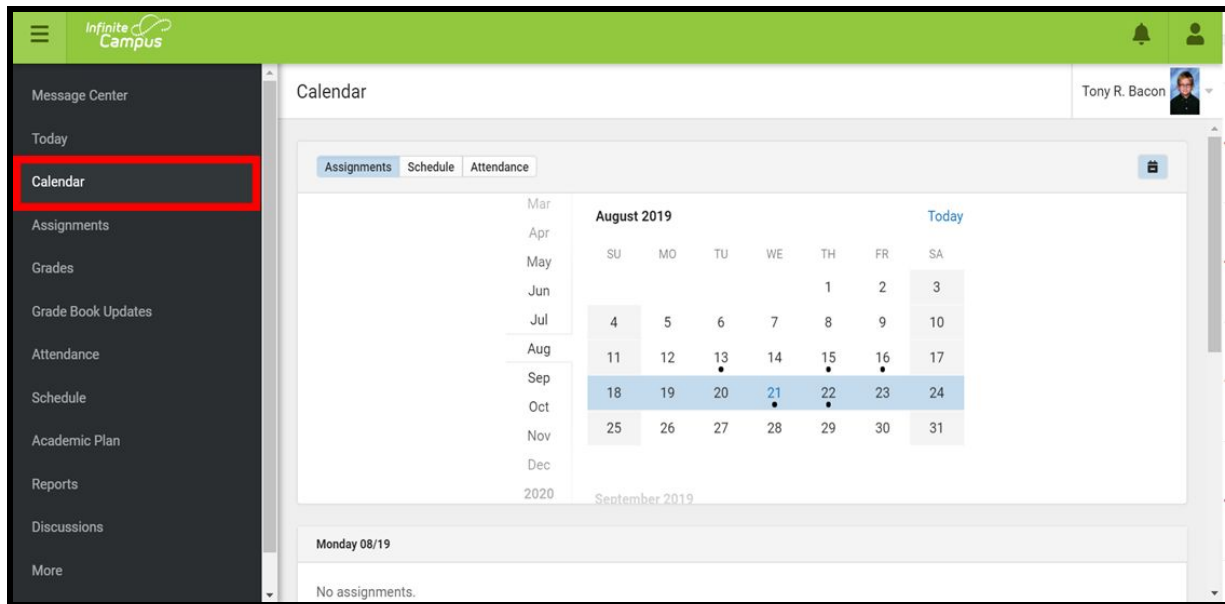 Infinite
Campus
Message Center
Today
Calendar
Assignments
Grades
Grade Book Updates
Attendance
Schedule
Academic Plan
Reports
Discussions
More
Calendar
Tony R. Bacon
Assignments Schedule Attendance
Mar
Apr
May
Jun
Jul
Aug
Sep
Oct
Nov
Dec
2020
August 2019 Today
SU MO TU WE TH FR SA
1 2 3
4 5 6 7 8 9 10
11 12 13 14 15 16 17
18 19 20 21 22 23 24
25 26 27 28 29 30 31
September 2019
Monday 08/19
No assignments.